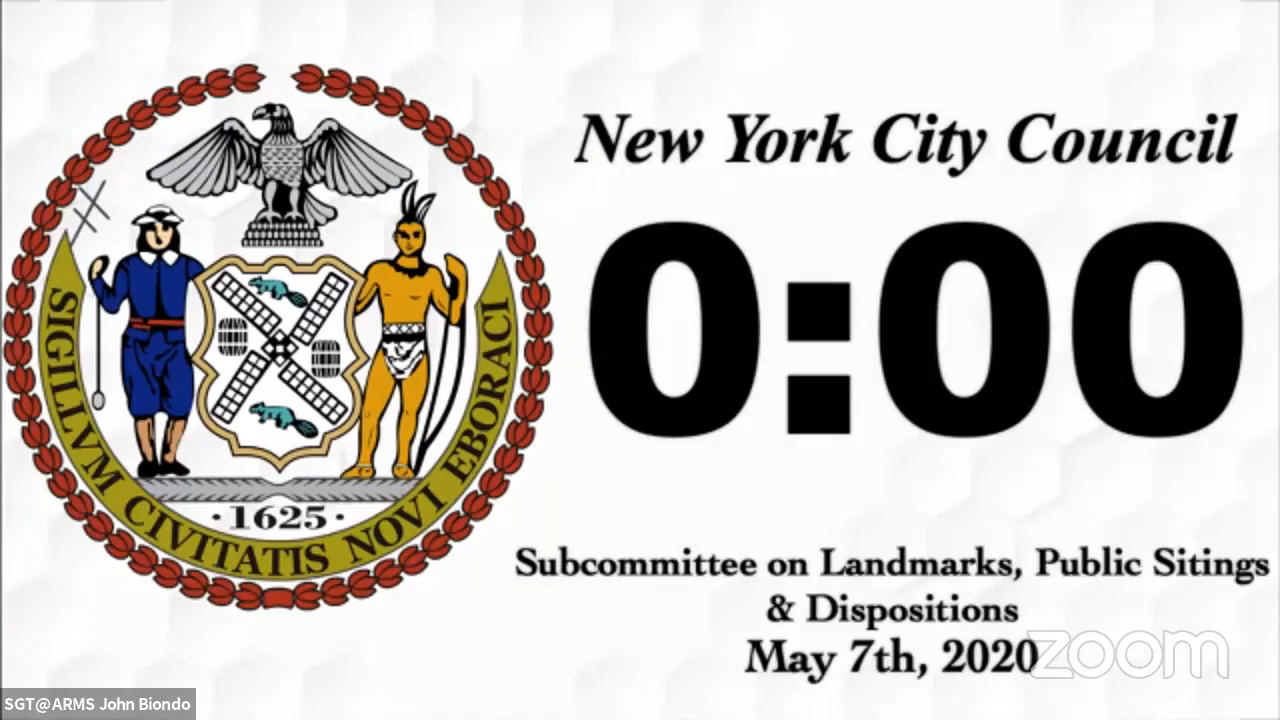 New York City Council
0:00
SIGILLVM CIVITATIS NOVI EBORACI
·1625·
Subcommittee on Landmarks, Public Sitings
& Dispositions
May 7th, 2020
zoom
SGT@ARMS John Biondo